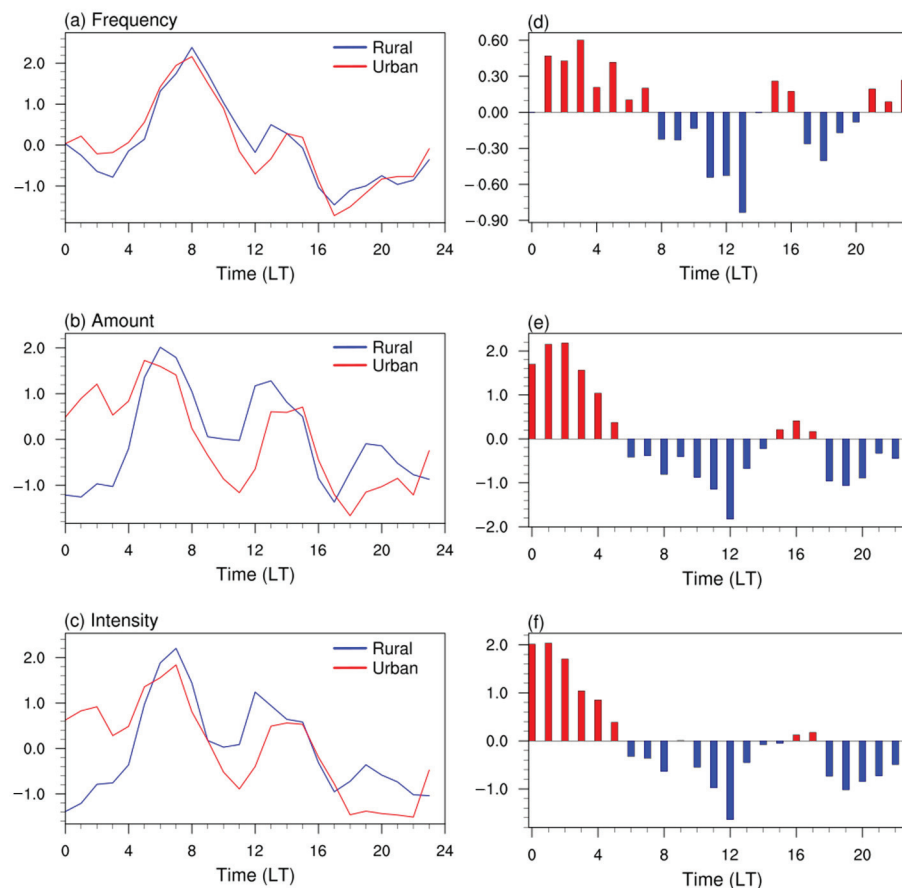 (a) Frequency
2.0
1.0
0.0
−1.0
Rural
Urban
0 4 8 12 16 20 24
Time (LT)
(d)
0.60
0.30
0.00
−0.30
−0.60
−0.90
0 4 8 12 16 20
Time (LT)
(b) Amount
2.0
1.0
0.0
−1.0
Rural
Urban
0 4 8 12 16 20 24
Time (LT)
(e)
2.0
1.0
0.0
−1.0
−2.0
0 4 8 12 16 20
Time (LT)
(c) Intensity
2.0
1.0
0.0
−1.0
Rural
Urban
0 4 8 12 16 20 24
Time (LT)
(f)
2.0
1.0
0.0
−1.0
0 4 8 12 16 20
Time (LT)